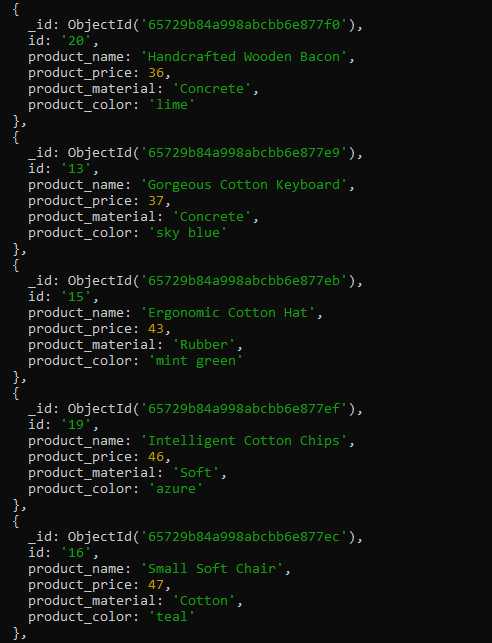 {
_id: ObjectId('65729b84a998abcbb6e877f0'),
id: '20',
product_name: 'Handcrafted Wooden Bacon',
product_price: 36,
product_material: 'Concrete',
product_color: 'lime'
},
{
_id: ObjectId('65729b84a998abcbb6e877e9'),
id: '13',
product_name: 'Gorgeous Cotton Keyboard',
product_price: 37,
product_material: 'Concrete',
product_color: 'sky blue'
},
{
_id: ObjectId('65729b84a998abcbb6e877eb'),
id: '15',
product_name: 'Ergonomic Cotton Hat',
product_price: 43,
product_material: 'Rubber',
product_color: 'mint green'
},
{
_id: ObjectId('65729b84a998abcbb6e877ef'),
id: '19',
product_name: 'Intelligent Cotton Chips',
product_price: 46,
product_material: 'Soft',
product_color: 'azure'
},
{
_id: ObjectId('65729b84a998abcbb6e877ec'),
id: '16',
product_name: 'Small Soft Chair',
product_price: 47,
product_material: 'Cotton',
product_color: 'teal'
},